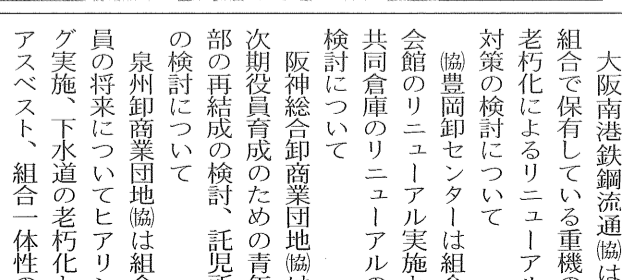 大阪南港鉄鋼流通㈿は
組合で保有している重機の
老朽化によるリニューアル
対策の検討について
㈿豊岡卸センターは組合
会館のリニューアル実施と
共同倉庫のリニューアルの
検討について
阪神総合卸商業団地㈿は
次期役員育成のための青年
部の再結成の検討、託児所
の検討について
泉州卸商業団地㈿は組合
員の将来についてヒアリン
グ実施、下水道の老朽化と
アスベスト、組合一体性の